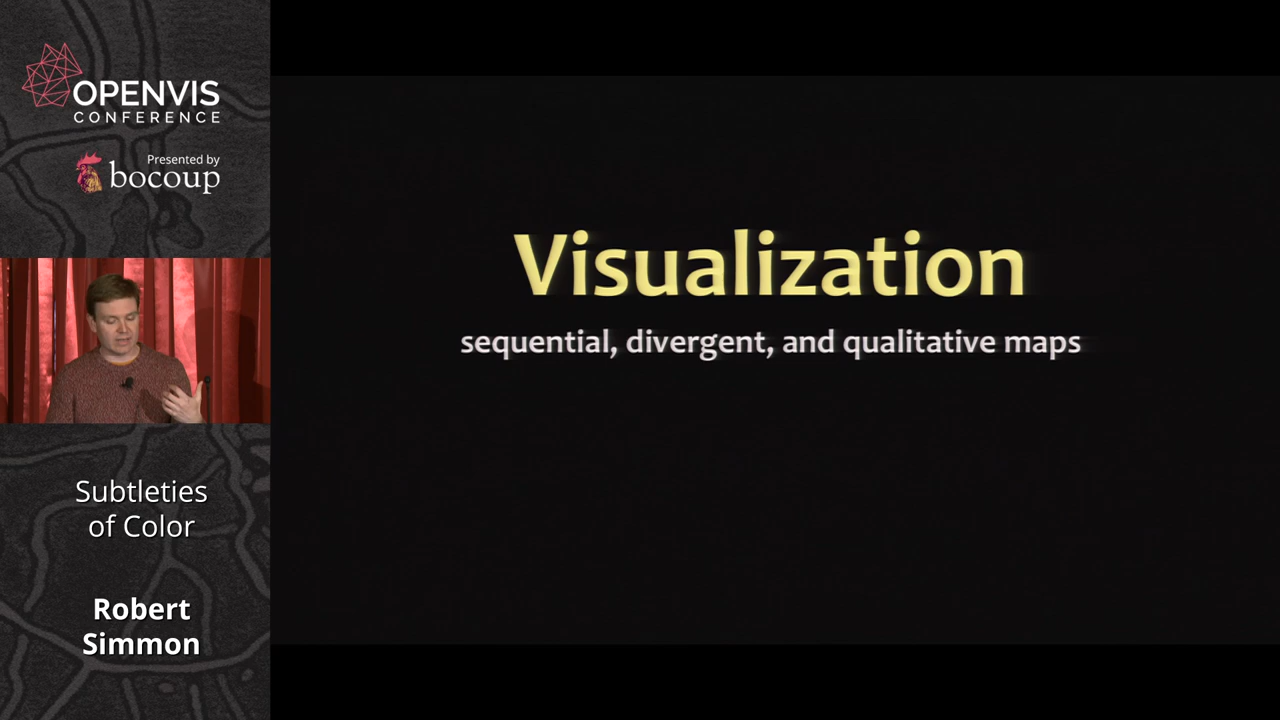 OPENVIS
CONFERENCE
Presented by
bocoup
Subtleties
of Color
Robert
Simmon
Visualization
sequential, divergent, and qualitative maps